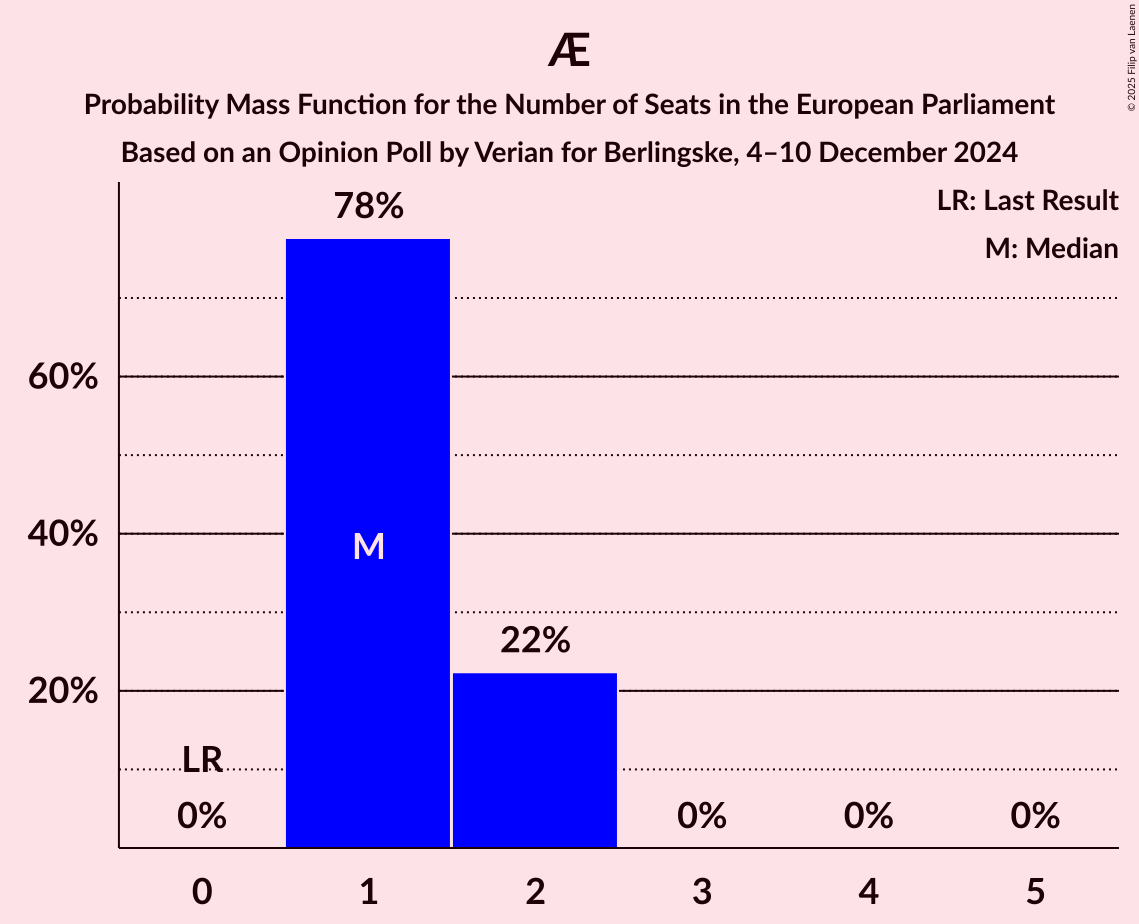 Æ
Probability Mass Function for the Number of Seats in the European Parliament
Based on an Opinion Poll by Verian for Berlingske, 4–10 December 2024
© 2025 Filip van Laenen
LR: Last Result
M: Median
78%
60%
40%
M
22%
20%
LR
0%
0%
0%
0%
0
1
2
3
4
5